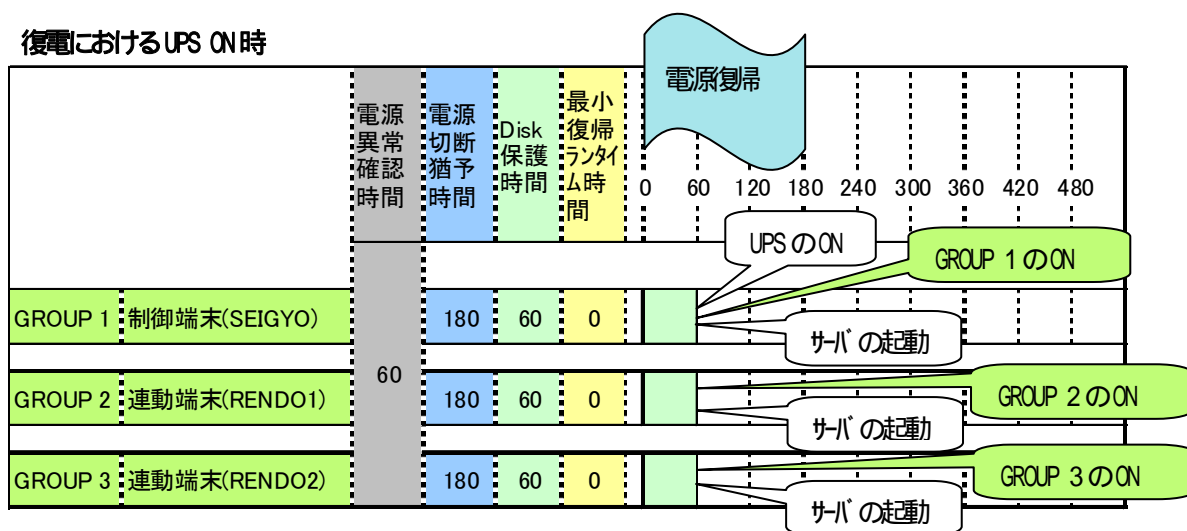 復電におけるUPS ON時
電源復帰
電源
異常
確認
時間
電源
切断
猶予
時間
Disk
保護
時間
最小
復帰
ランタイ
ム時
間
0 60 120 180 240 300 360 420 480
UPSのON
GROUP 1のON
GROUP 1 制御端末(SEIGYO) 180 60 0
サーバの起動
60
GROUP 2のON
GROUP 2 連動端末(RENDO1) 180 60 0
サーバの起動
GROUP 3のON
GROUP 3 連動端末(RENDO2) 180 60 0
サーバの起動